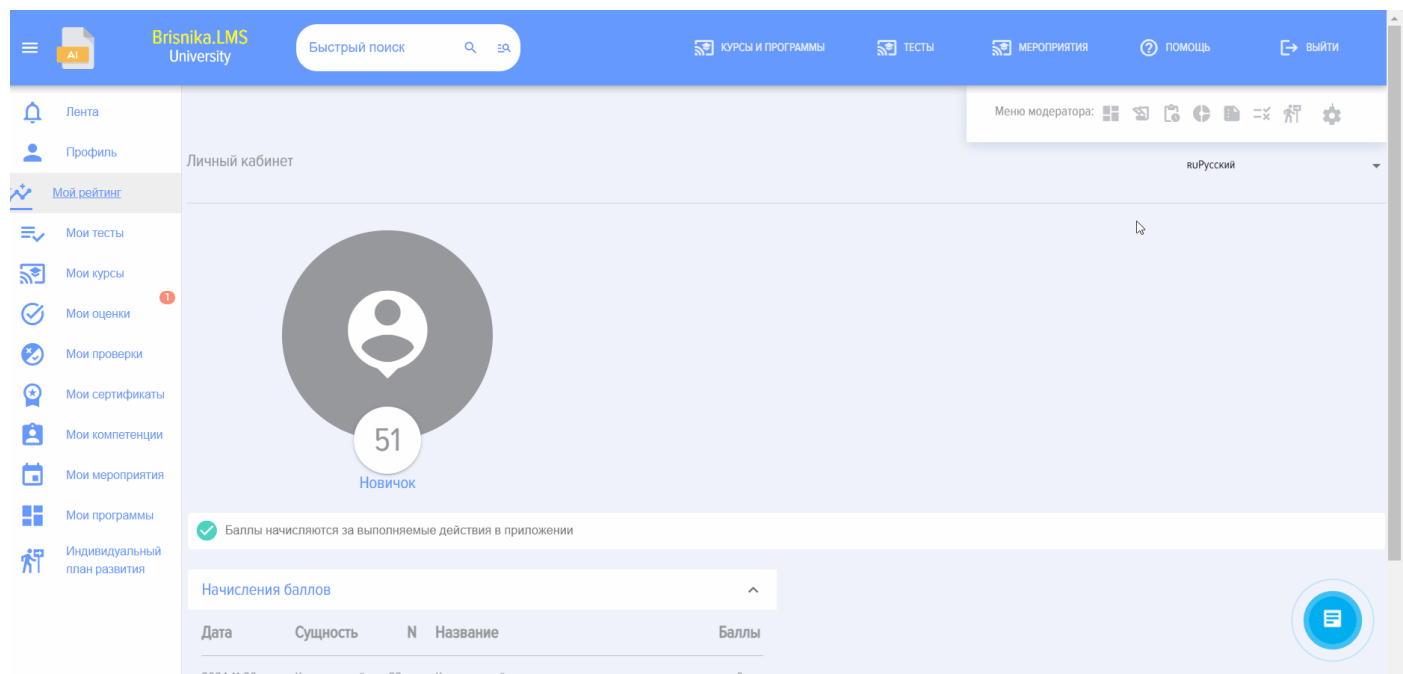 AI
Brisnika.LMS
University
Быстрый поиск
КУРСЫ И ПРОГРАММЫ
ТЕСТЫ
МЕРОПРИЯТИЯ
ПОМОЩЬ
ВЫЙТИ
Меню модератора:
Лента
Профиль
Мой рейтинг
Мои тесты
Мои курсы
1
Мои оценки
Мои проверки
Мои сертификаты
Мои компетенции
Мои мероприятия
Мои программы
Индивидуальный
план развития
Личный кабинет
RUРусский
51
Новичок
Баллы начисляются за выполняемые действия в приложении
Начисления баллов
Дата Сущность N Название Баллы